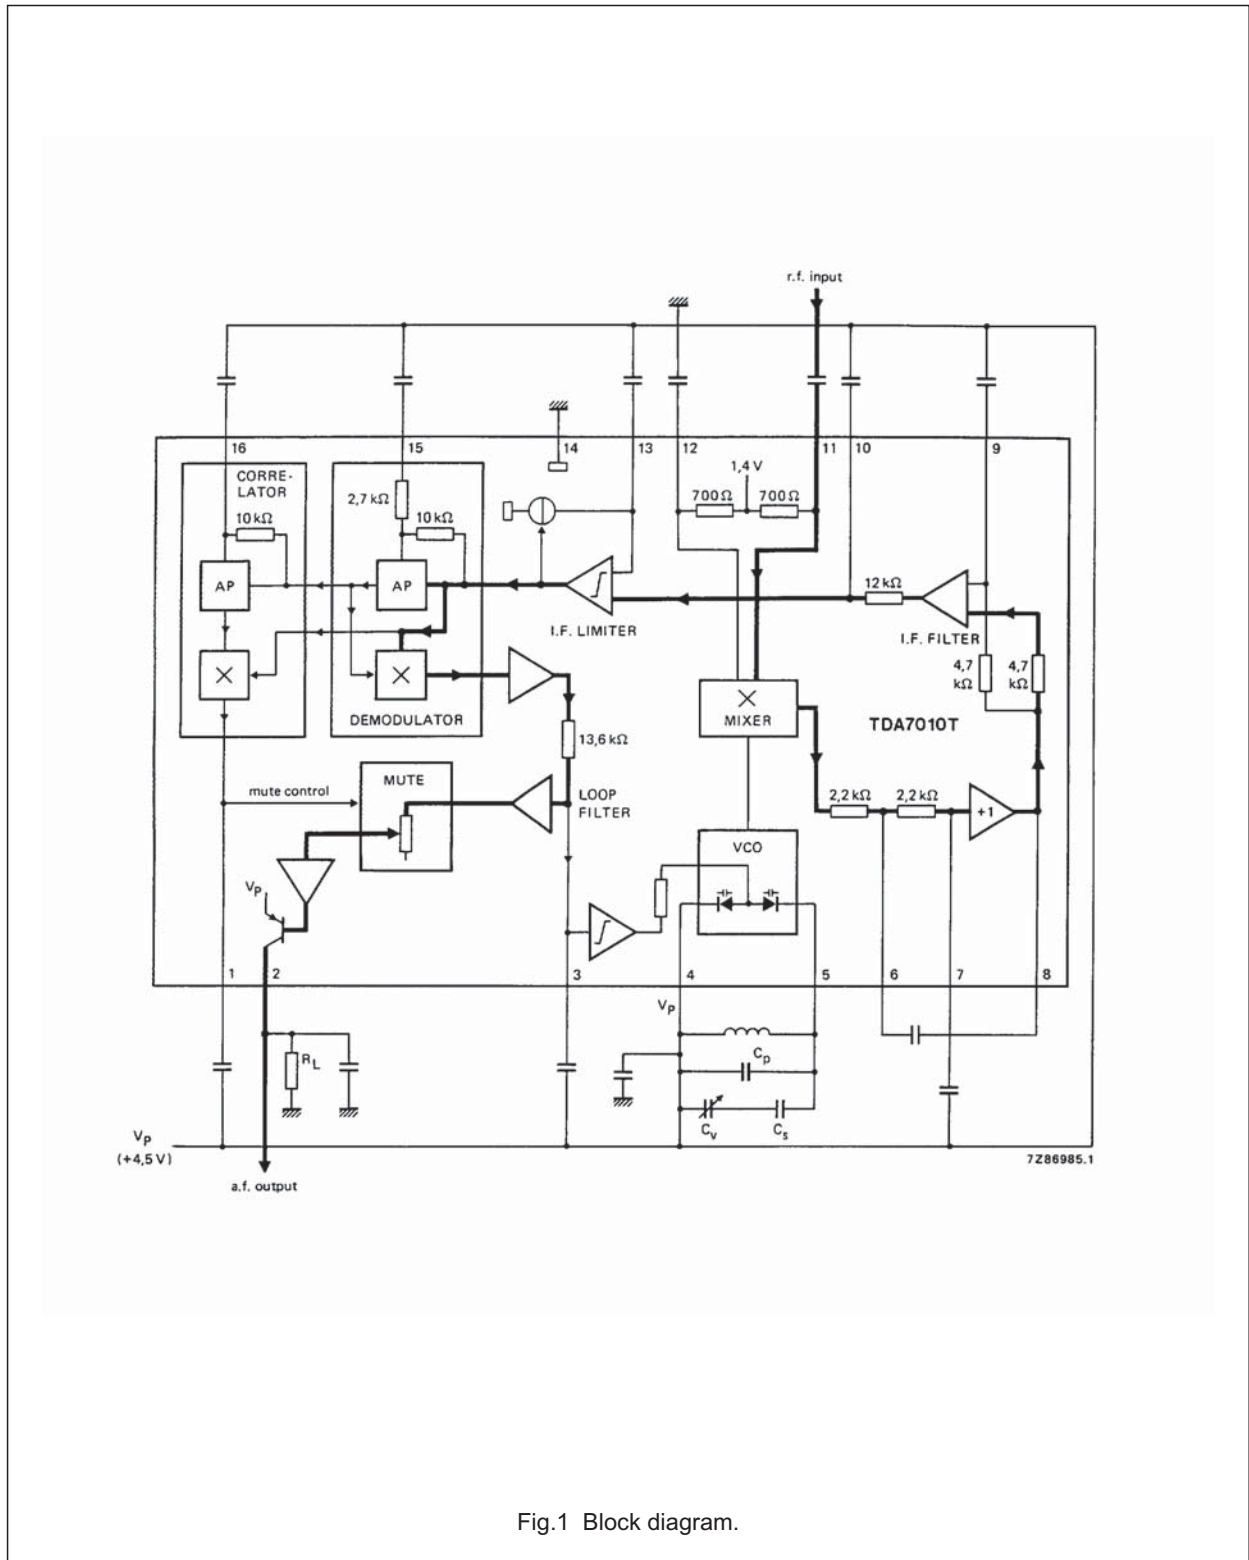 r.f. input
16
15
14
13
12
11
10
9
CORRE-
LATOR
10 kΩ
2,7 kΩ
10 kΩ
1,4 V
700 Ω
700 Ω
AP
AP
12 kΩ
I.F. LIMITER
I.F. FILTER
4,7
kΩ
4,7
kΩ
DEMODULATOR
MIXER
TDA7010T
13,6 kΩ
MUTE
mute control
LOOP
FILTER
2,2 kΩ
2,2 kΩ
+1
VCO
VP
1
2
3
4
5
6
7
8
VP
RL
Cp
Cv
Cs
VP
(+4,5 V)
7Z86985.1
a.f. output
Fig.1 Block diagram.